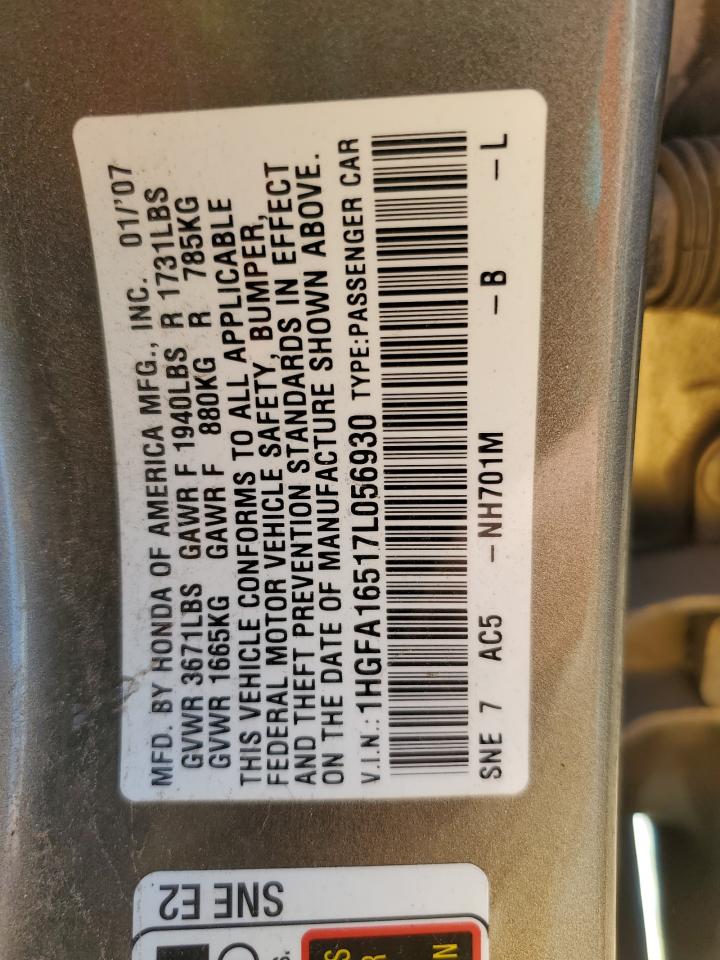 MFD. BY HONDA OF AMERICA MFG., INC. 01/'07
GVWR 3671LBS GAWR F 1940LBS R 1731LBS
GVWR 1665KG GAWR F 880KG R 785KG
THIS VEHICLE CONFORMS TO ALL APPLICABLE
FEDERAL MOTOR VEHICLE SAFETY, BUMPER,
AND THEFT PREVENTION STANDARDS IN EFFECT
ON THE DATE OF MANUFACTURE SHOWN ABOVE.
V.I.N.: 1HGFA16517L056930 TYPE:PASSENGER CAR
SNE 7 AC5 -NH701M -B -L
SNE E2